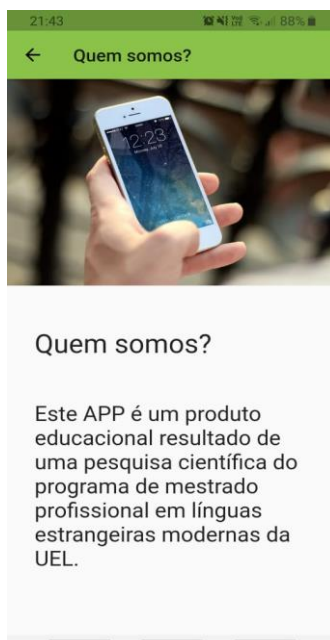 21:43
88%
← Quem somos?
12:23
Quem somos?
Este APP é um produto
educacional resultado de
uma pesquisa científica do
programa de mestrado
profissional em línguas
estrangeiras modernas da
UEL.